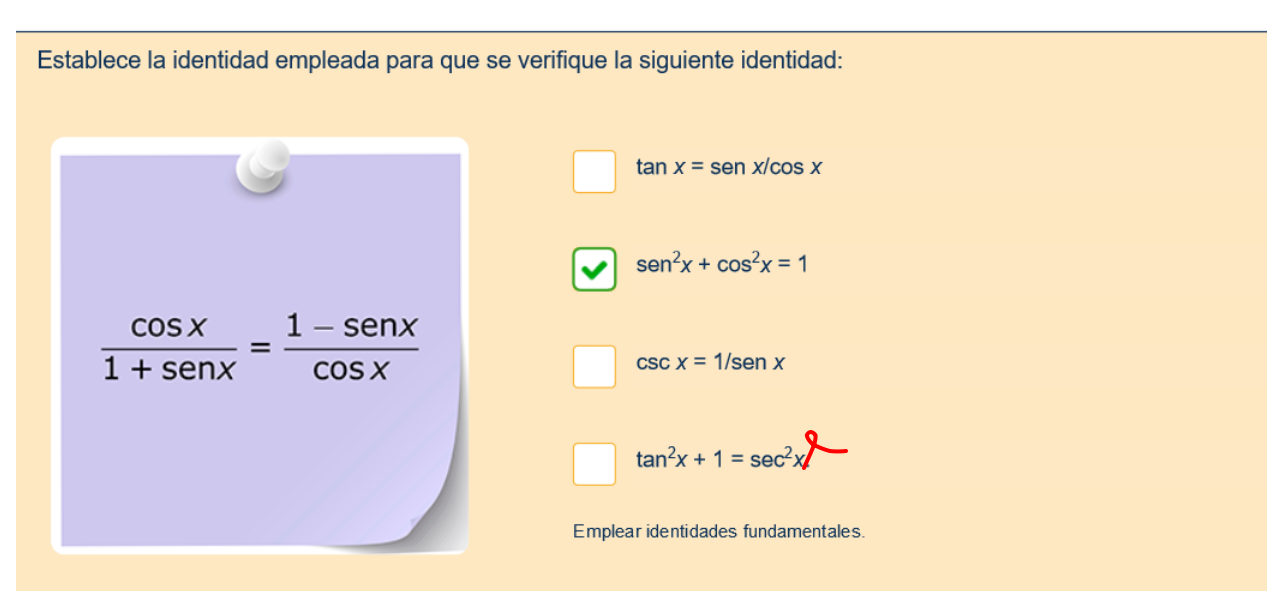 Establece la identidad empleada para que se verifique la siguiente identidad:
cos x / 1 + senx = 1 − senx / cos x
tan x = sen x/cos x
sen²x + cos²x = 1
csc x = 1/sen x
tan²x + 1 = sec²x
Emplear identidades fundamentales.